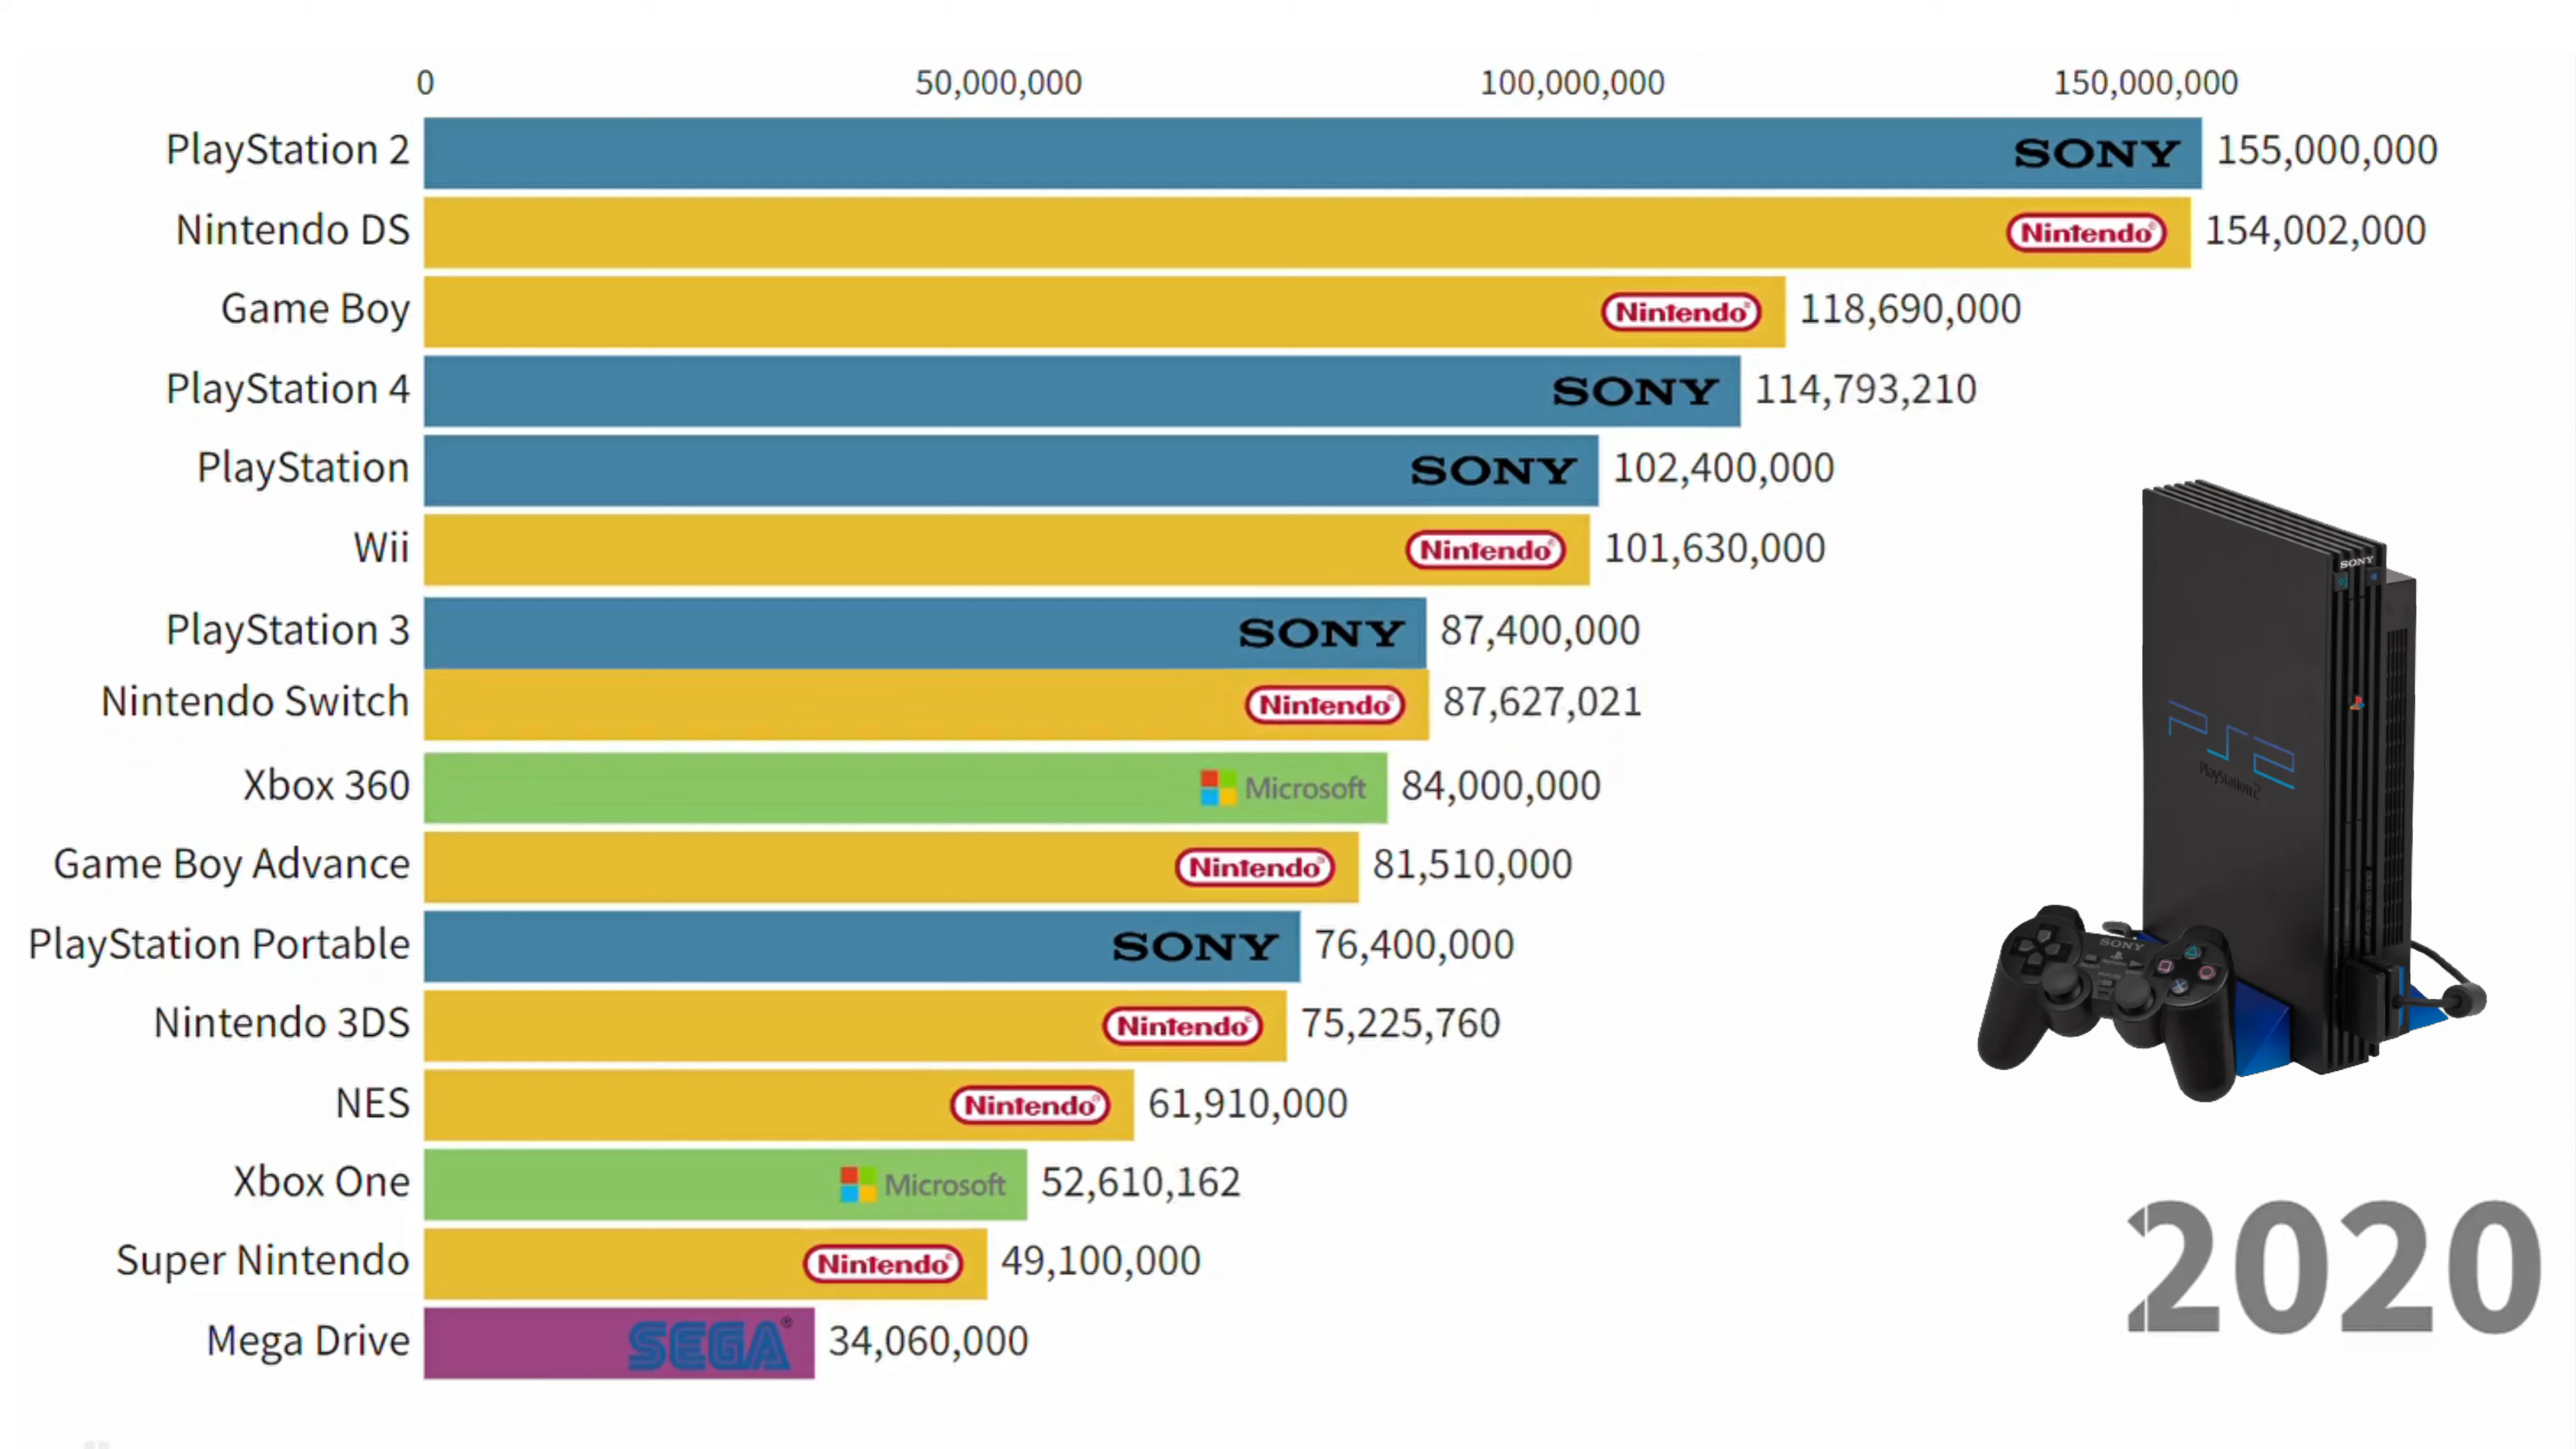 0 50,000,000 100,000,000 150,000,000
PlayStation 2 SONY 155,000,000
Nintendo DS Nintendo® 154,002,000
Game Boy Nintendo® 118,690,000
PlayStation 4 SONY 114,793,210
PlayStation SONY 102,400,000
Wii Nintendo® 101,630,000
PlayStation 3 SONY 87,400,000
Nintendo Switch Nintendo® 87,627,021
Xbox 360 Microsoft 84,000,000
Game Boy Advance Nintendo® 81,510,000
PlayStation Portable SONY 76,400,000
Nintendo 3DS Nintendo® 75,225,760
NES Nintendo® 61,910,000
Xbox One Microsoft 52,610,162
Super Nintendo Nintendo® 49,100,000
Mega Drive SEGA® 34,060,000
SONY
PS2
PlayStation 2
SONY
2020